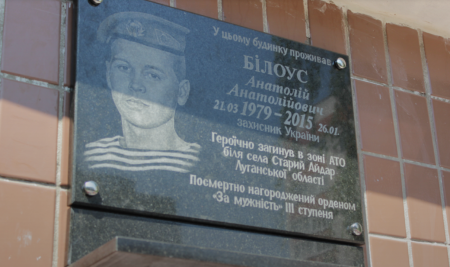 У цьому будинку проживав
БІЛОУС
Анатолій
Анатолійович
21.03 1979 - 2015 26.01.
захисник України
Героїчно загинув в зоні АТО
біля села Старий Айдар
Луганської області
Посмертно нагороджений орденом
"За мужність" ІІІ ступеня